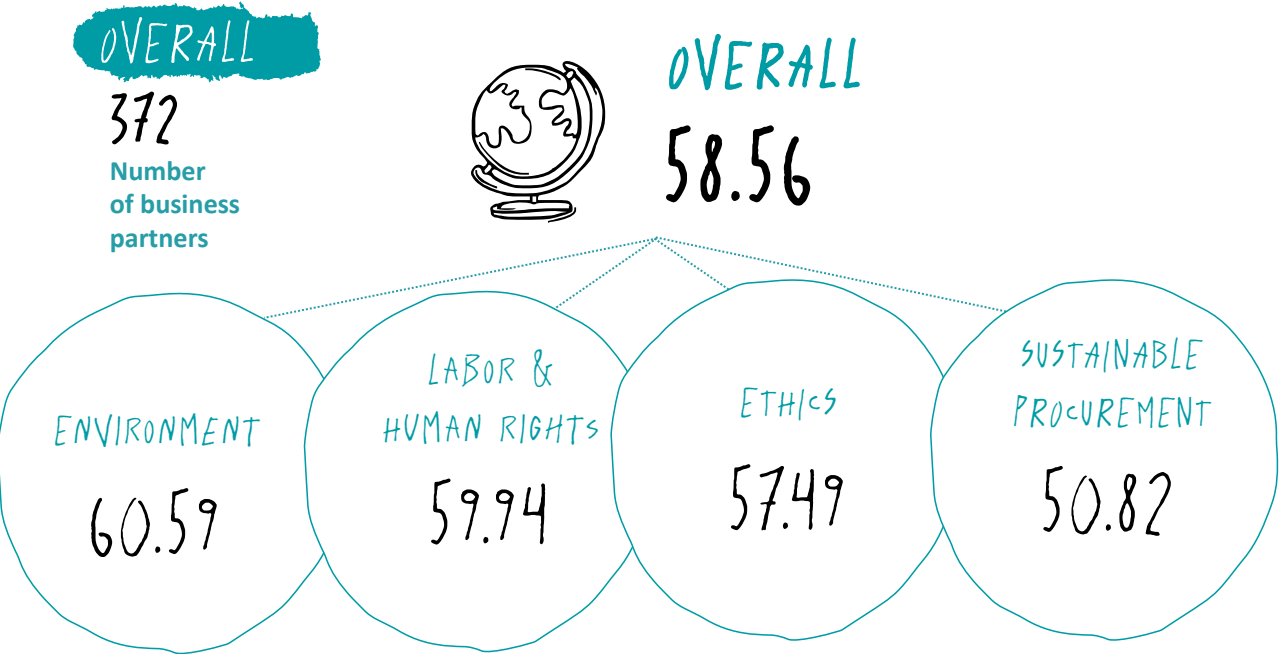 OVERALL
372
Number
of business
partners
OVERALL
58.56
ENVIRONMENT
60.59
LABOR &
HUMAN RIGHTS
59.94
ETHICS
57.49
SUSTAINABLE
PROCUREMENT
50.82